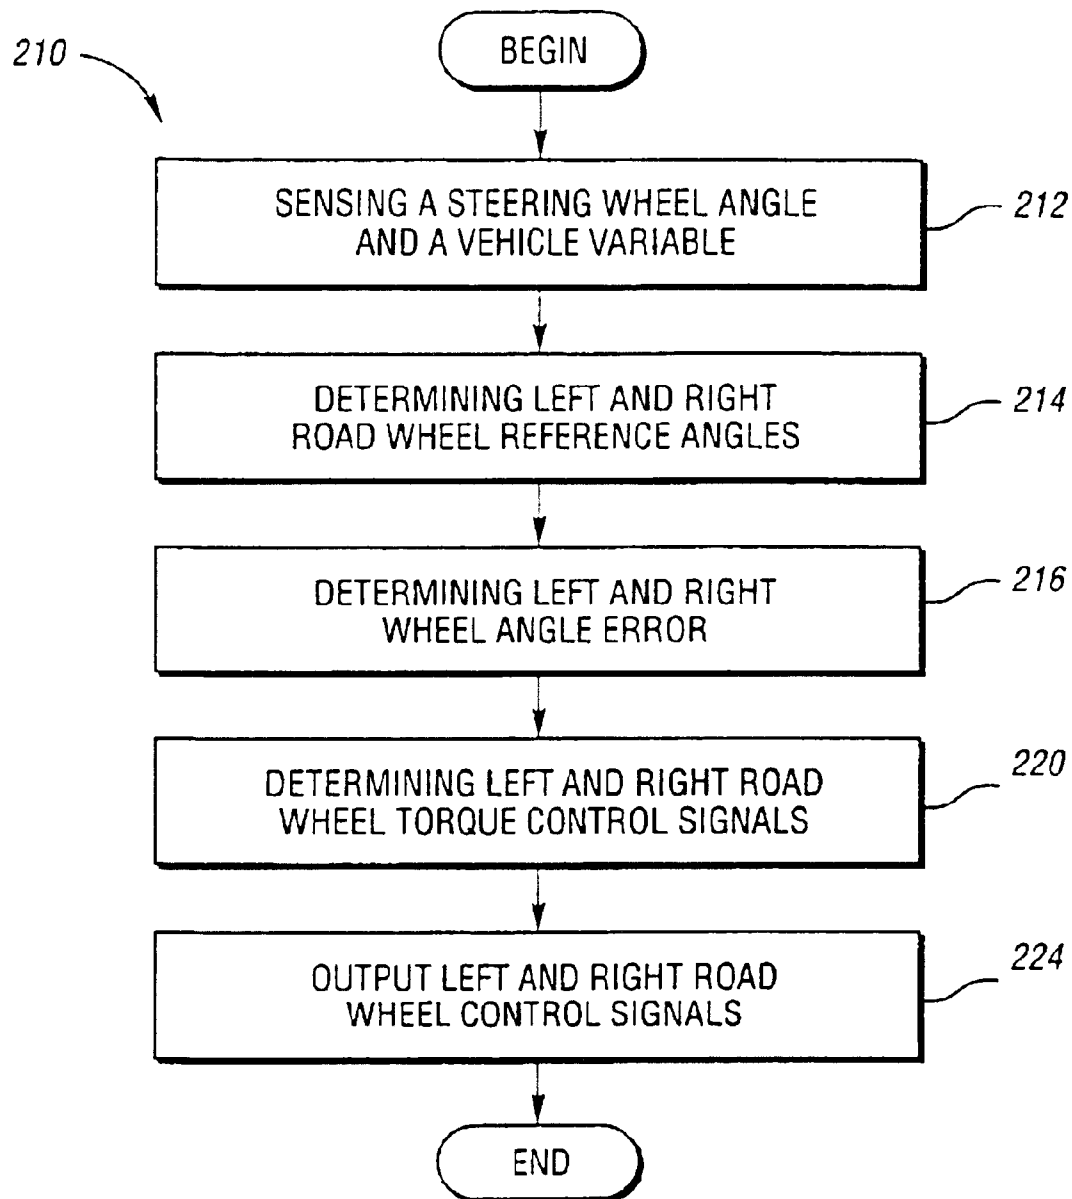 210
BEGIN
SENSING A STEERING WHEEL ANGLE
AND A VEHICLE VARIABLE
212
DETERMINING LEFT AND RIGHT
ROAD WHEEL REFERENCE ANGLES
214
DETERMINING LEFT AND RIGHT
WHEEL ANGLE ERROR
216
DETERMINING LEFT AND RIGHT ROAD
WHEEL TORQUE CONTROL SIGNALS
220
OUTPUT LEFT AND RIGHT ROAD
WHEEL CONTROL SIGNALS
224
END